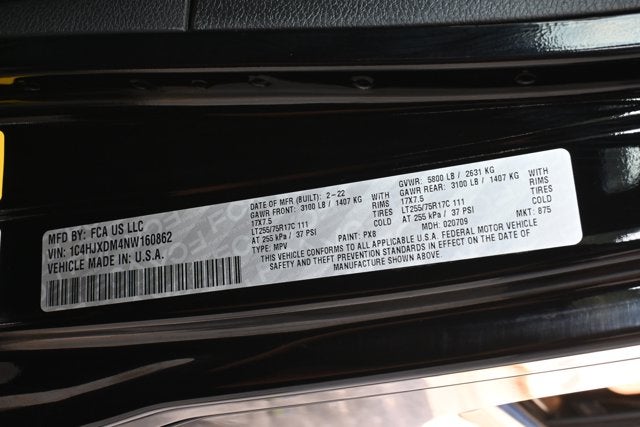 MFD BY: FCA US LLC
VIN: 1C4HJXDM4NW160862
VEHICLE MADE IN: U.S.A.
DATE OF MFR (BUILT): 2-22
GAWR FRONT: 3100 LB / 1407 KG WITH
17X7.5 RIMS
LT255/75R17C 111 TIRES
AT 255 kPa / 37 PSI COLD
TYPE: MPV PAINT: PX8
GVWR: 5800 LB / 2631 KG
GAWR REAR: 3100 LB / 1407 KG WITH
17X7.5 RIMS
LT255/75R17C 111 TIRES
AT 255 kPa / 37 PSI COLD
MDH: 020709 MKT: 875
THIS VEHICLE CONFORMS TO ALL APPLICABLE U.S.A. FEDERAL MOTOR VEHICLE
SAFETY AND THEFT PREVENTION STANDARDS IN EFFECT ON THE DATE OF
MANUFACTURE SHOWN ABOVE.